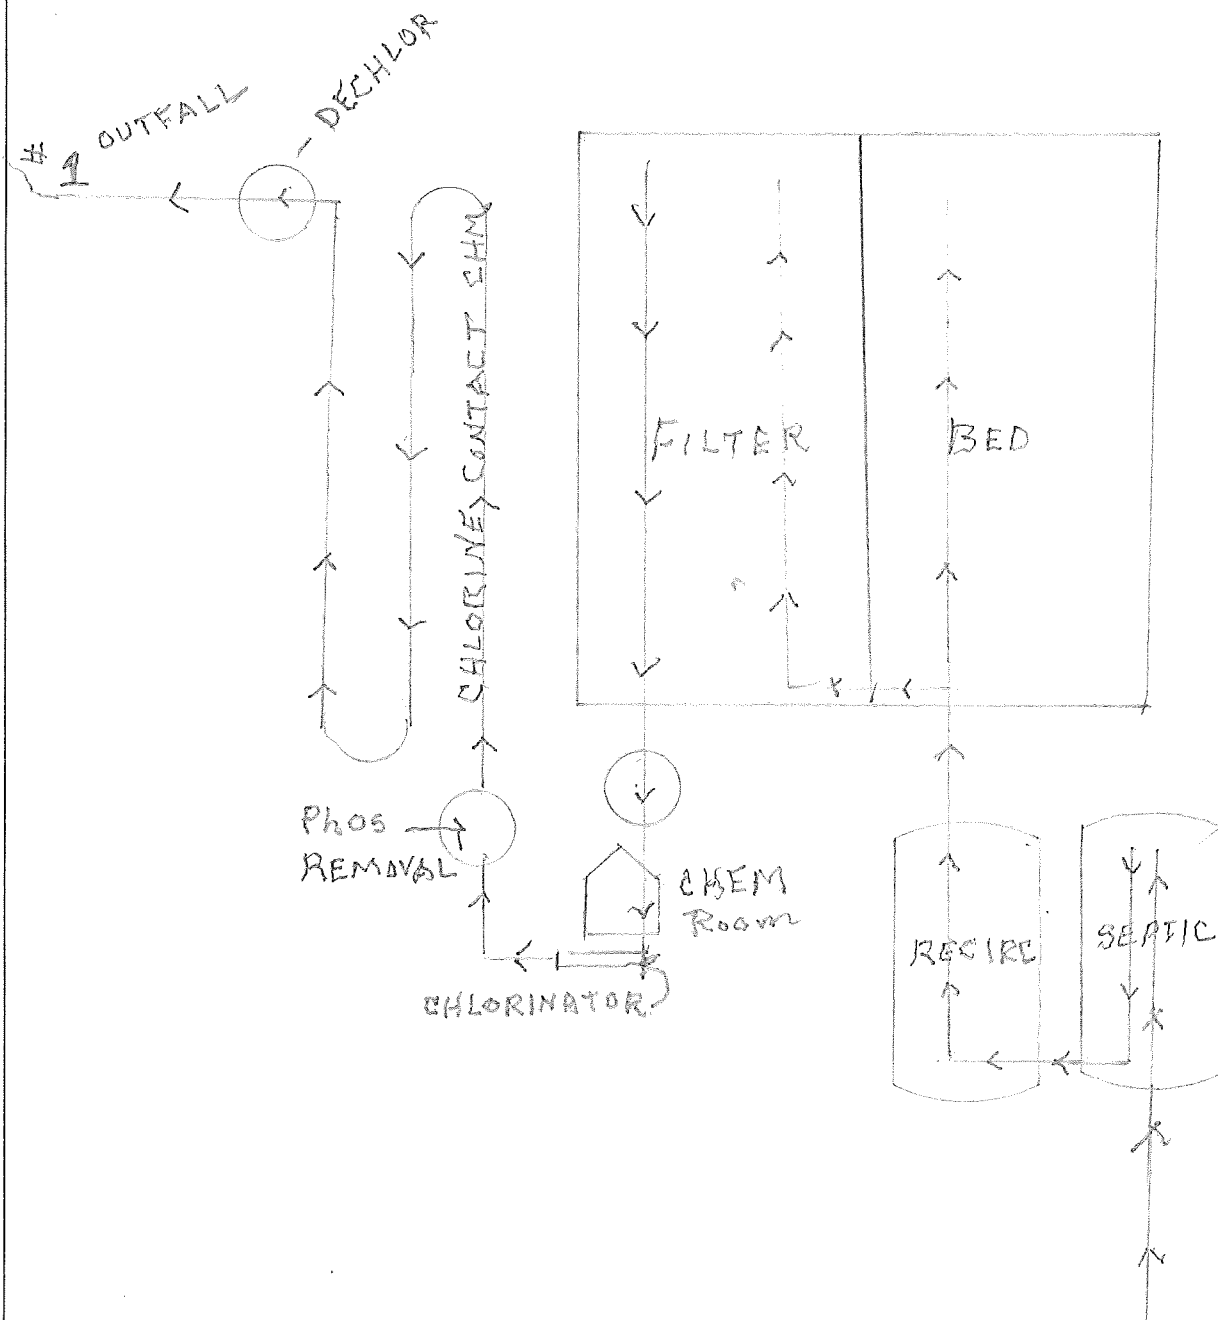 DECHLOR
OUTFALL
# 1
CHLORINE CONTACT CHM
FILTER BED
Phos
REMOVAL
CHEM
Room
RECIRC
SEPTIC
CHLORINATOR